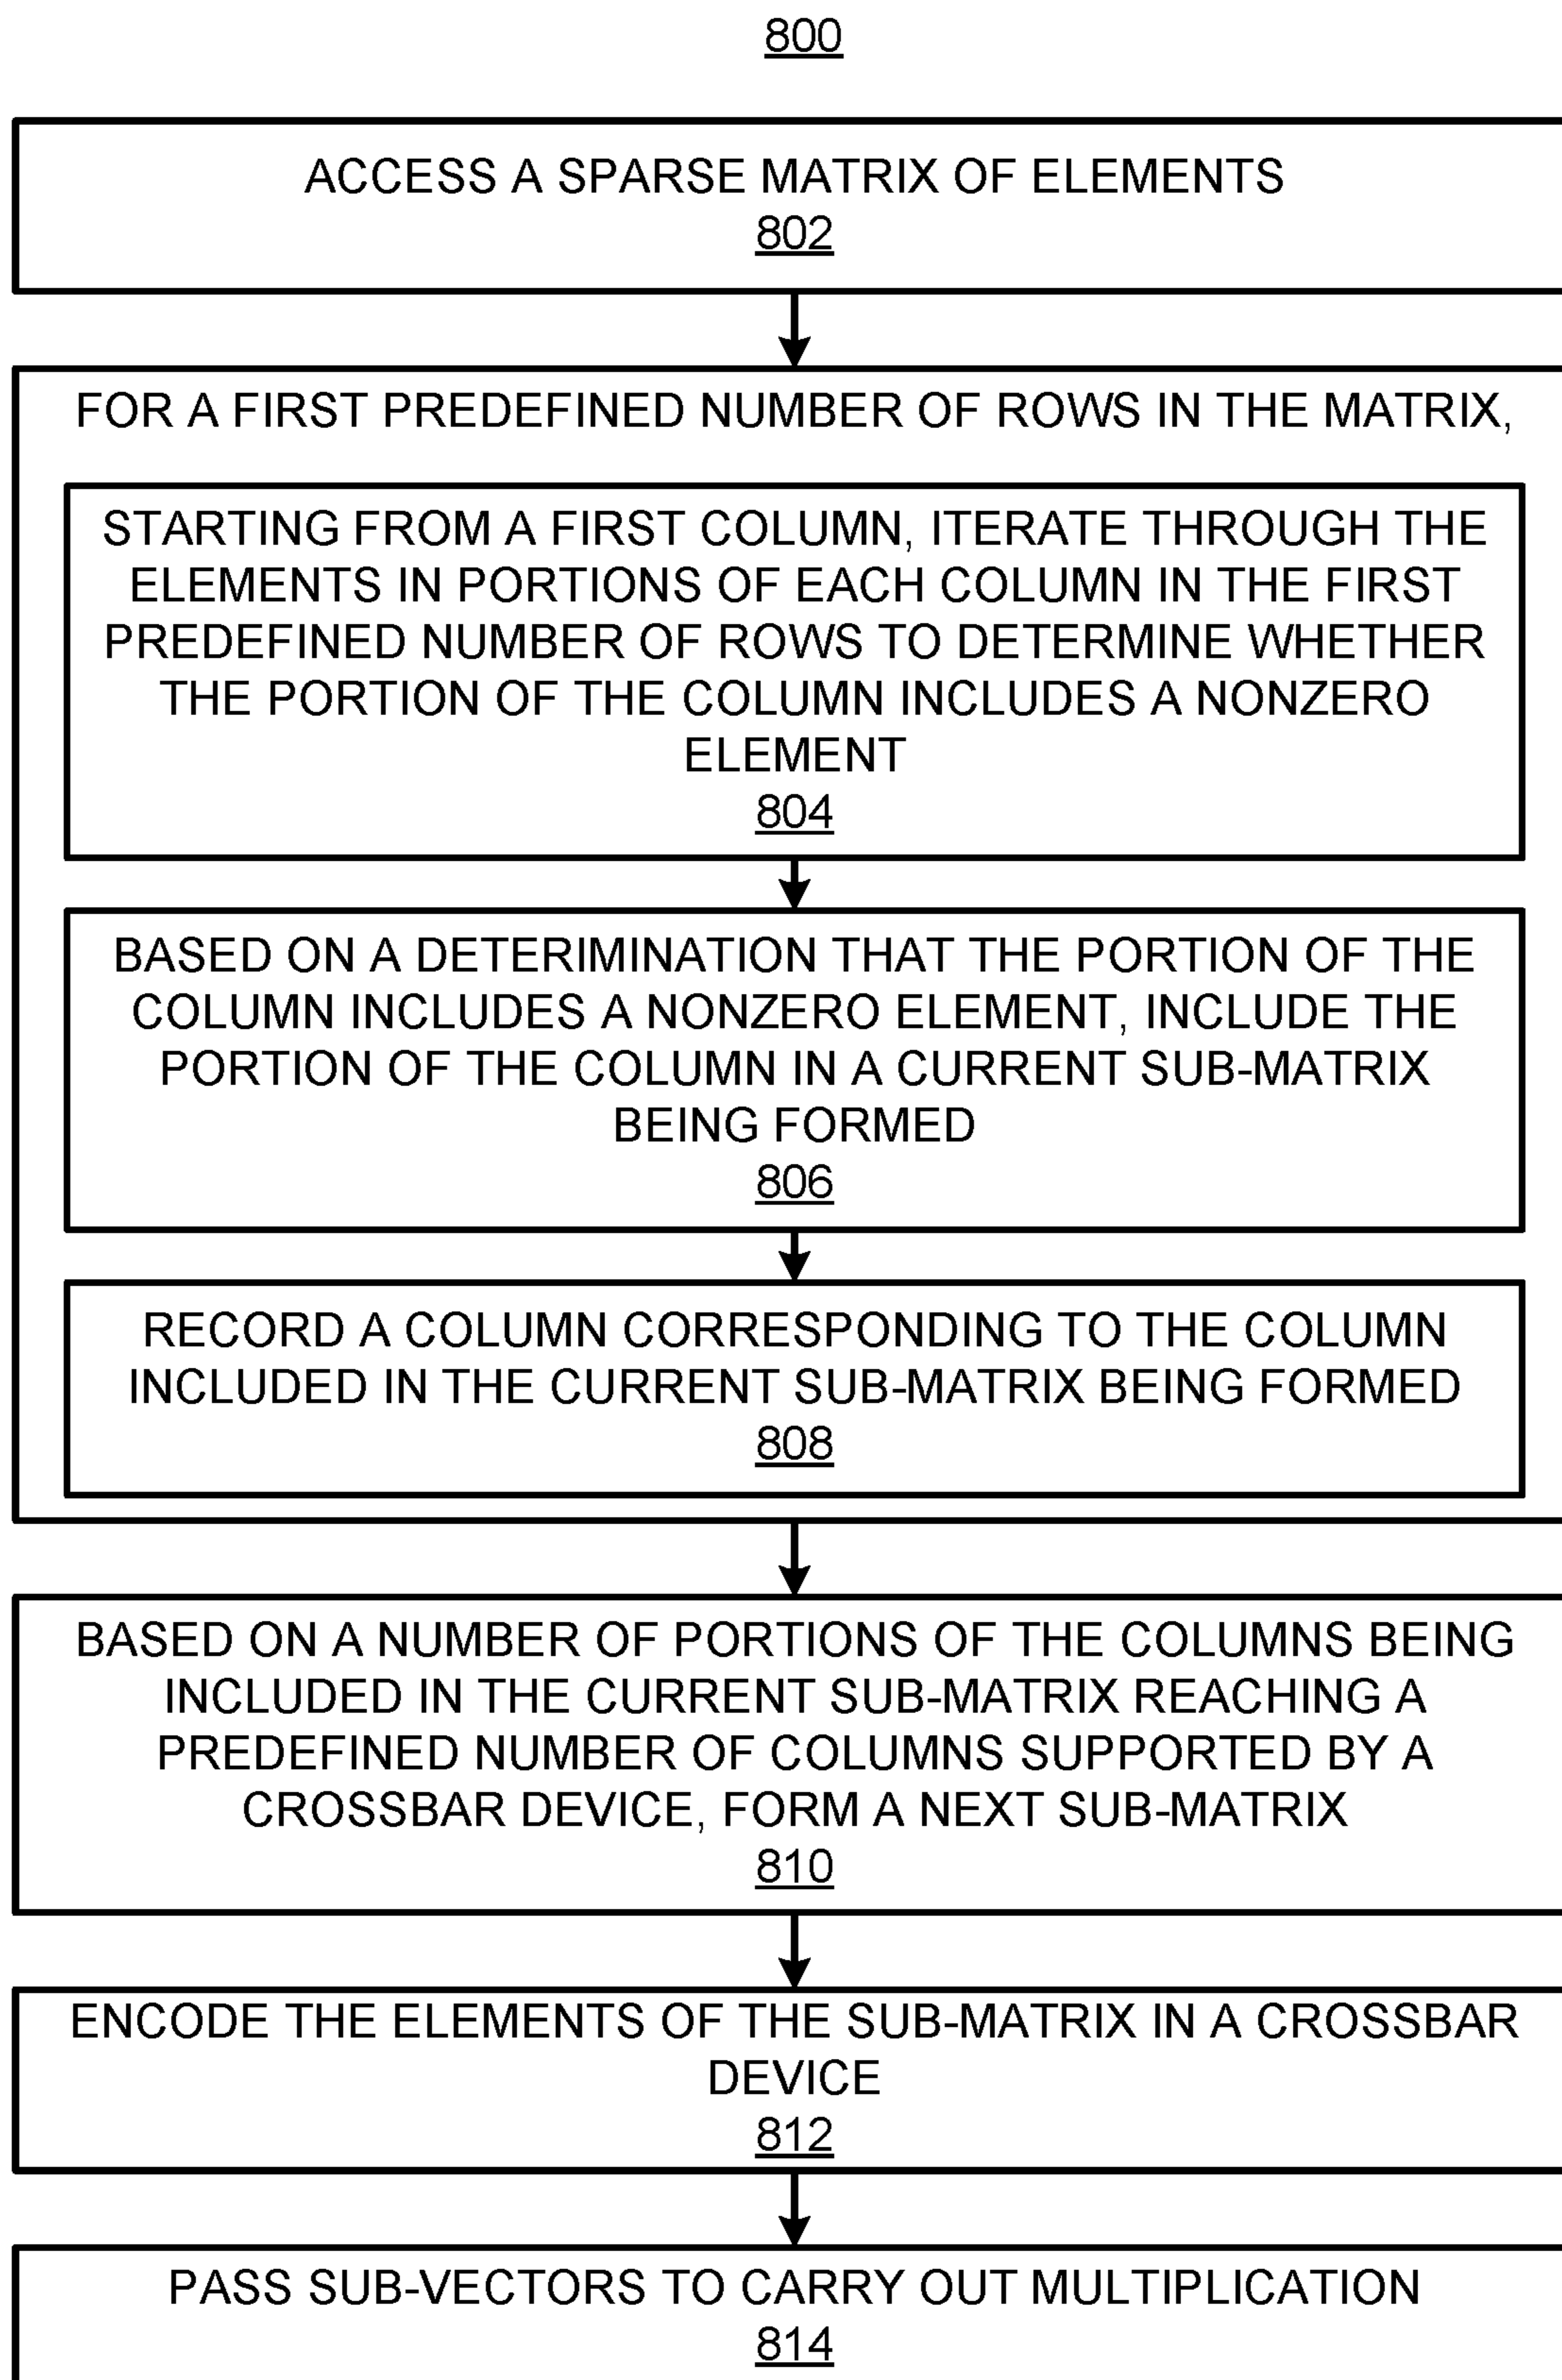 800
ACCESS A SPARSE MATRIX OF ELEMENTS
802
FOR A FIRST PREDEFINED NUMBER OF ROWS IN THE MATRIX,
STARTING FROM A FIRST COLUMN, ITERATE THROUGH THE
ELEMENTS IN PORTIONS OF EACH COLUMN IN THE FIRST
PREDEFINED NUMBER OF ROWS TO DETERMINE WHETHER
THE PORTION OF THE COLUMN INCLUDES A NONZERO
ELEMENT
804
BASED ON A DETERIMINATION THAT THE PORTION OF THE
COLUMN INCLUDES A NONZERO ELEMENT, INCLUDE THE
PORTION OF THE COLUMN IN A CURRENT SUB-MATRIX
BEING FORMED
806
RECORD A COLUMN CORRESPONDING TO THE COLUMN
INCLUDED IN THE CURRENT SUB-MATRIX BEING FORMED
808
BASED ON A NUMBER OF PORTIONS OF THE COLUMNS BEING
INCLUDED IN THE CURRENT SUB-MATRIX REACHING A
PREDEFINED NUMBER OF COLUMNS SUPPORTED BY A
CROSSBAR DEVICE, FORM A NEXT SUB-MATRIX
810
ENCODE THE ELEMENTS OF THE SUB-MATRIX IN A CROSSBAR
DEVICE
812
PASS SUB-VECTORS TO CARRY OUT MULTIPLICATION
814